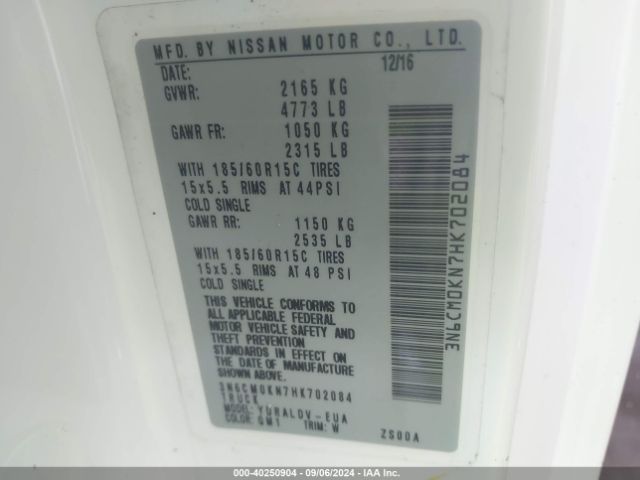 MFD. BY NISSAN MOTOR CO., LTD.
DATE: 12/16
GVWR: 2165 KG
4773 LB
GAWR FR: 1050 KG
2315 LB
WITH 185/60R15C TIRES
15x5.5 RIMS AT 44PSI
COLD SINGLE
GAWR RR: 1150 KG
2535 LB
WITH 185/60R15C TIRES
15x5.5 RIMS AT 48 PSI
COLD SINGLE
THIS VEHICLE CONFORMS TO
ALL APPLICABLE FEDERAL
MOTOR VEHICLE SAFETY AND
THEFT PREVENTION
STANDARDS IN EFFECT ON
THE DATE OF MANUFACTURE
SHOWN ABOVE.
3N6CM0KN7HK702084
TRUCK
MODEL: YDRALDV-EUA
COLOR: QM1 TRIM: W
ZS00A
3N6CM0KN7HK702084
000-40250904 - 09/06/2024 - IAA Inc.